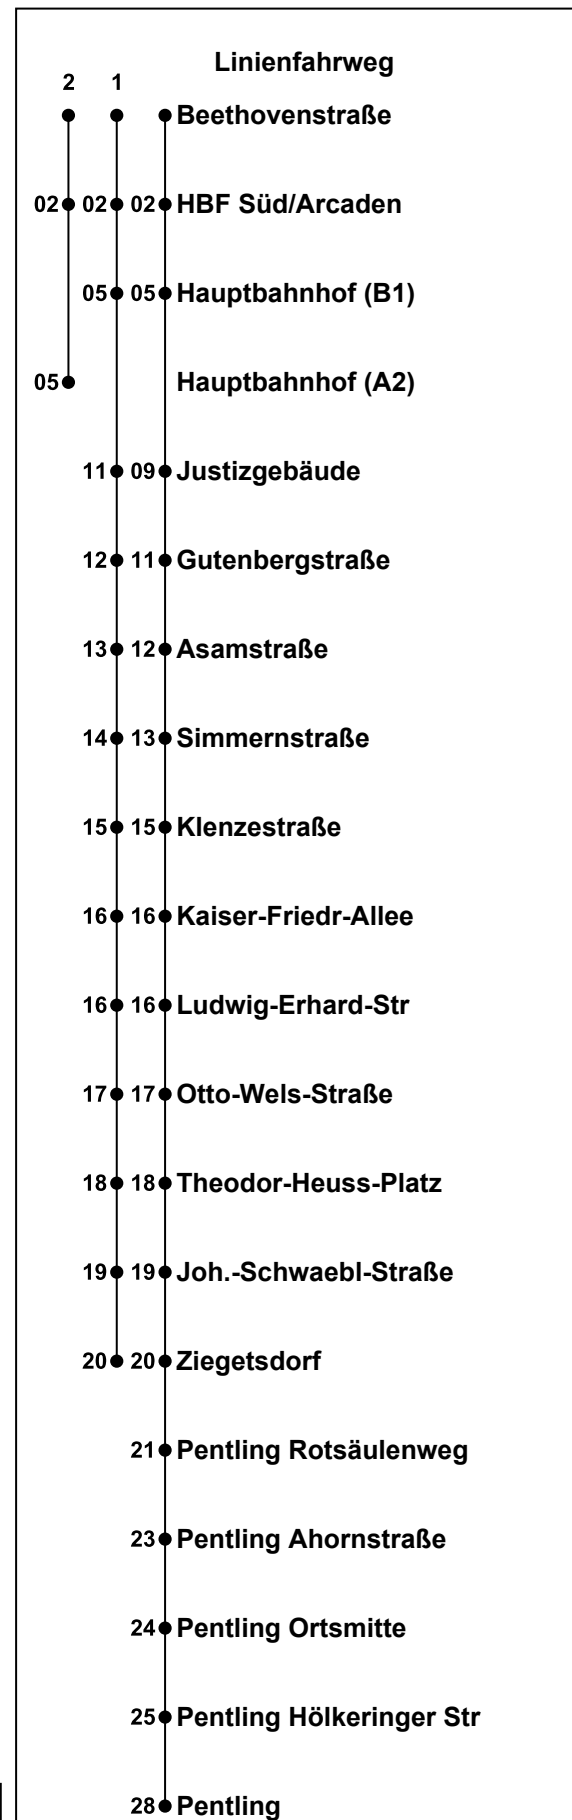 Linienfahrweg
2 1
Beethovenstraße
02 02 02 HBF Süd/Arcaden
05 05 Hauptbahnhof (B1)
05 Hauptbahnhof (A2)
11 09 Justizgebäude
12 11 Gutenbergstraße
13 12 Asamstraße
14 13 Simmernstraße
15 15 Klenzestraße
16 16 Kaiser-Friedr-Allee
16 16 Ludwig-Erhard-Str
17 17 Otto-Wels-Straße
18 18 Theodor-Heuss-Platz
19 19 Joh.-Schwaebl-Straße
20 20 Ziegetsdorf
21 Pentling Rotsäulenweg
23 Pentling Ahornstraße
24 Pentling Ortsmitte
25 Pentling Hölkeringer Str
28 Pentling